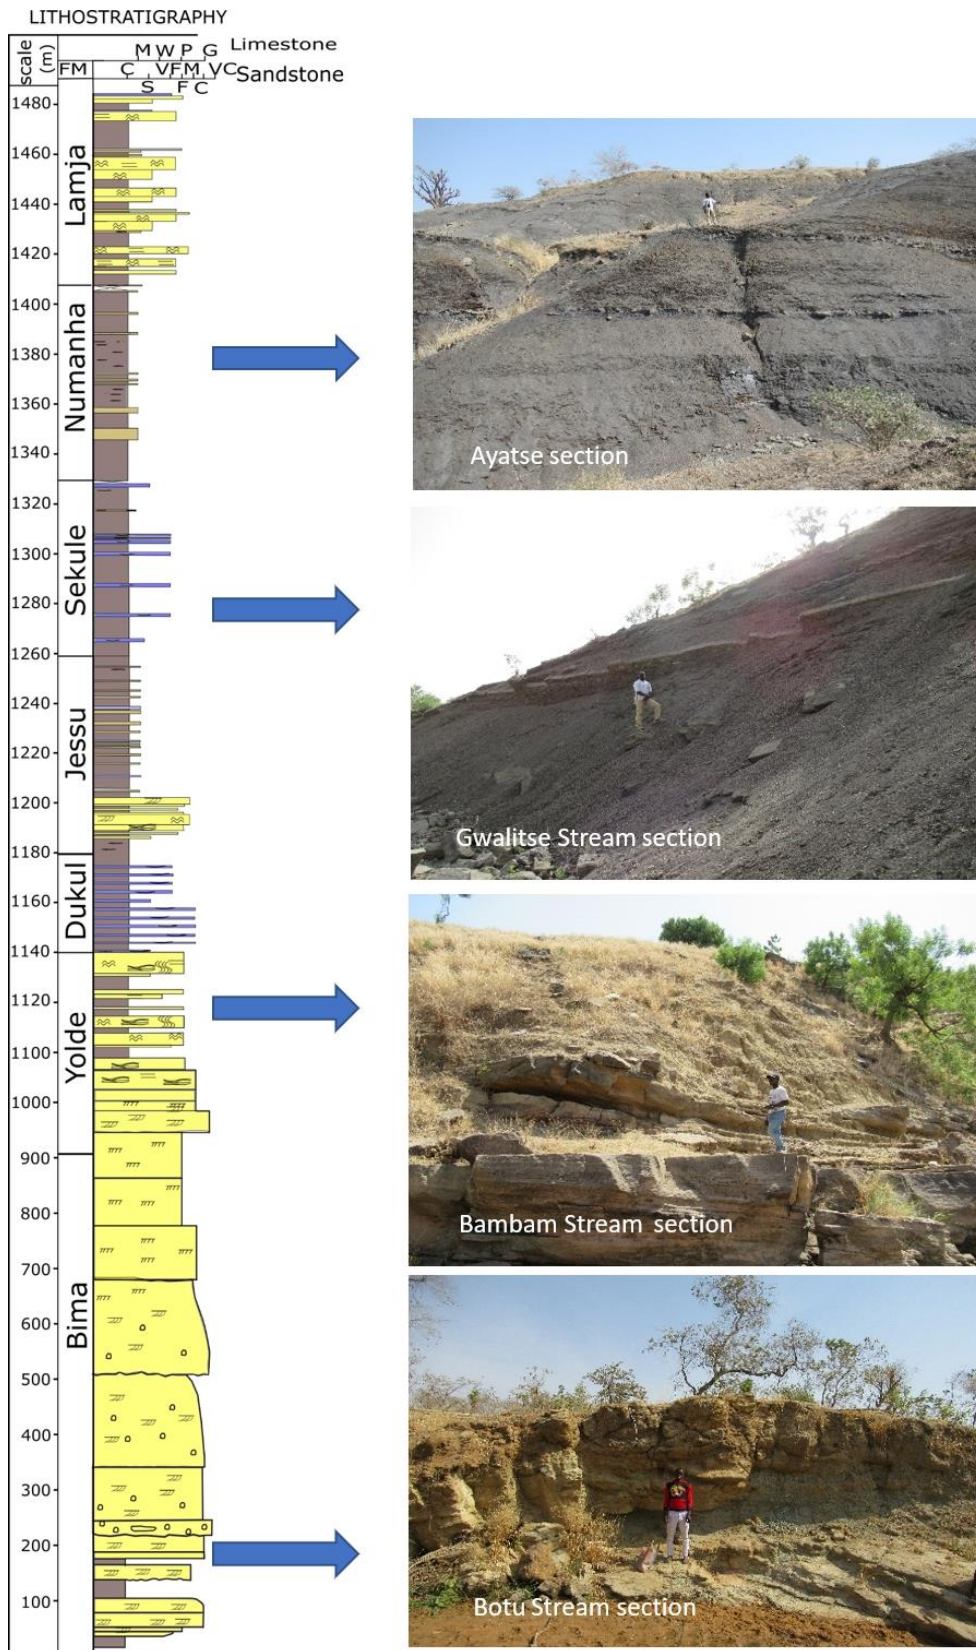 LITHOSTRATIGRAPHY
scale (m)
M W P G Limestone
FM C VF M VC Sandstone
S F C
1480
1460
Lamja
1440
1420
1400
Numanha
1380
1360
1340
Ayatse section
1320
Sekule
1300
1280
1260
1240
Jessu
1220
1200
Gwalitse Stream section
1180
Dukul
1160
1140
1120
Yolde
1100
1000
900
Bambam Stream section
800
700
Bima
600
500
400
300
200
100
Botu Stream section